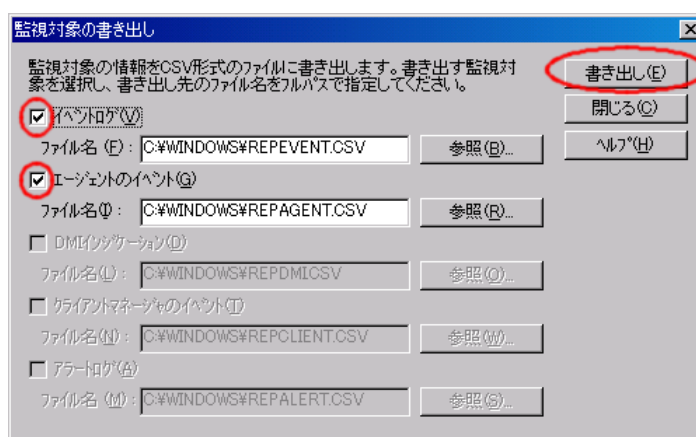 監視対象の書き出し
監視対象の情報をCSV形式のファイルに書き出します。書き出す監視対
象を選択し、書き出し先のファイル名をフルパスで指定してください。
書き出し(E)
閉じる(C)
ヘルプ(H)
イベントログ(V)
ファイル名 (F) : C:¥WINDOWS¥REPEVENT.CSV 参照(B)...
エージェントのイベント(G)
ファイル名(I) : C:¥WINDOWS¥REPAGENT.CSV 参照(R)...
DMIインジケーション(D)
ファイル名(L) : C:¥WINDOWS¥REPDMI.CSV 参照(O)...
クライアントマネージャのイベント(T)
ファイル名(N) : C:¥WINDOWS¥REPCLIENT.CSV 参照(W)...
アラートログ(A)
ファイル名 (M) : C:¥WINDOWS¥REPALERT.CSV 参照(S)...